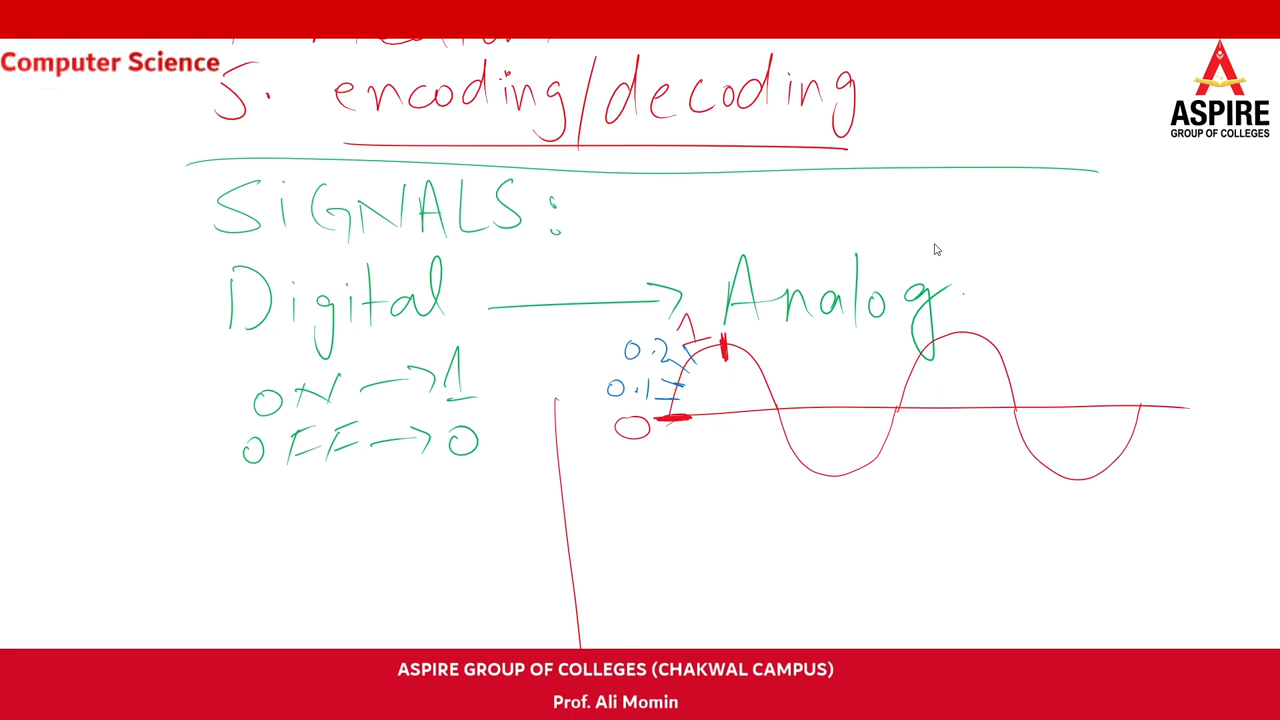 Computer Science
5. encoding/decoding
ASPIRE
GROUP OF COLLEGES
SiGNALS:
Digital
Analog
ON → 1
OFF → 0
1
0.2
0.1
0
ASPIRE GROUP OF COLLEGES (CHAKWAL CAMPUS)
Prof. Ali Momin